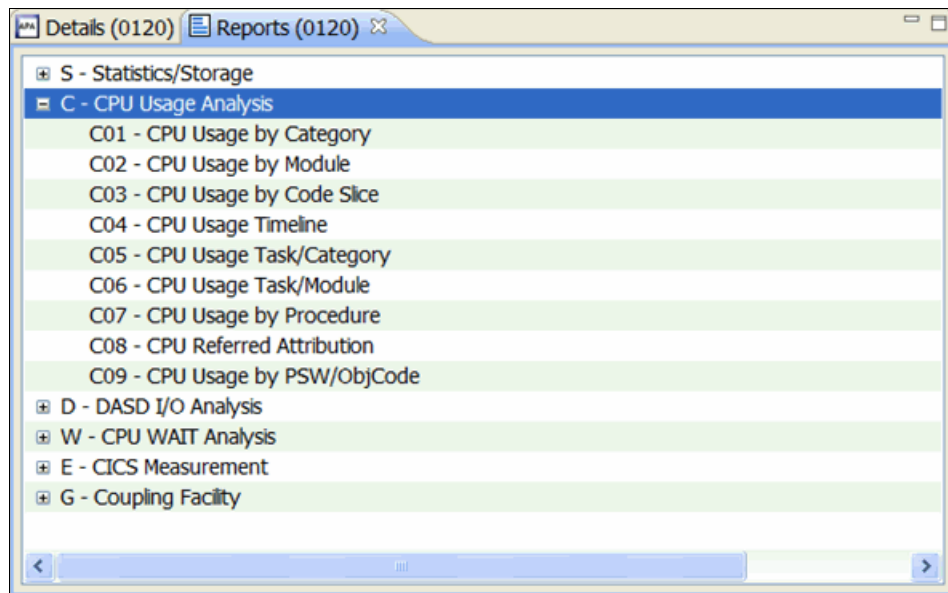 APA Details (0120) Reports (0120)
S - Statistics/Storage
C - CPU Usage Analysis
C01 - CPU Usage by Category
C02 - CPU Usage by Module
C03 - CPU Usage by Code Slice
C04 - CPU Usage Timeline
C05 - CPU Usage Task/Category
C06 - CPU Usage Task/Module
C07 - CPU Usage by Procedure
C08 - CPU Referred Attribution
C09 - CPU Usage by PSW/ObjCode
D - DASD I/O Analysis
W - CPU WAIT Analysis
E - CICS Measurement
G - Coupling Facility